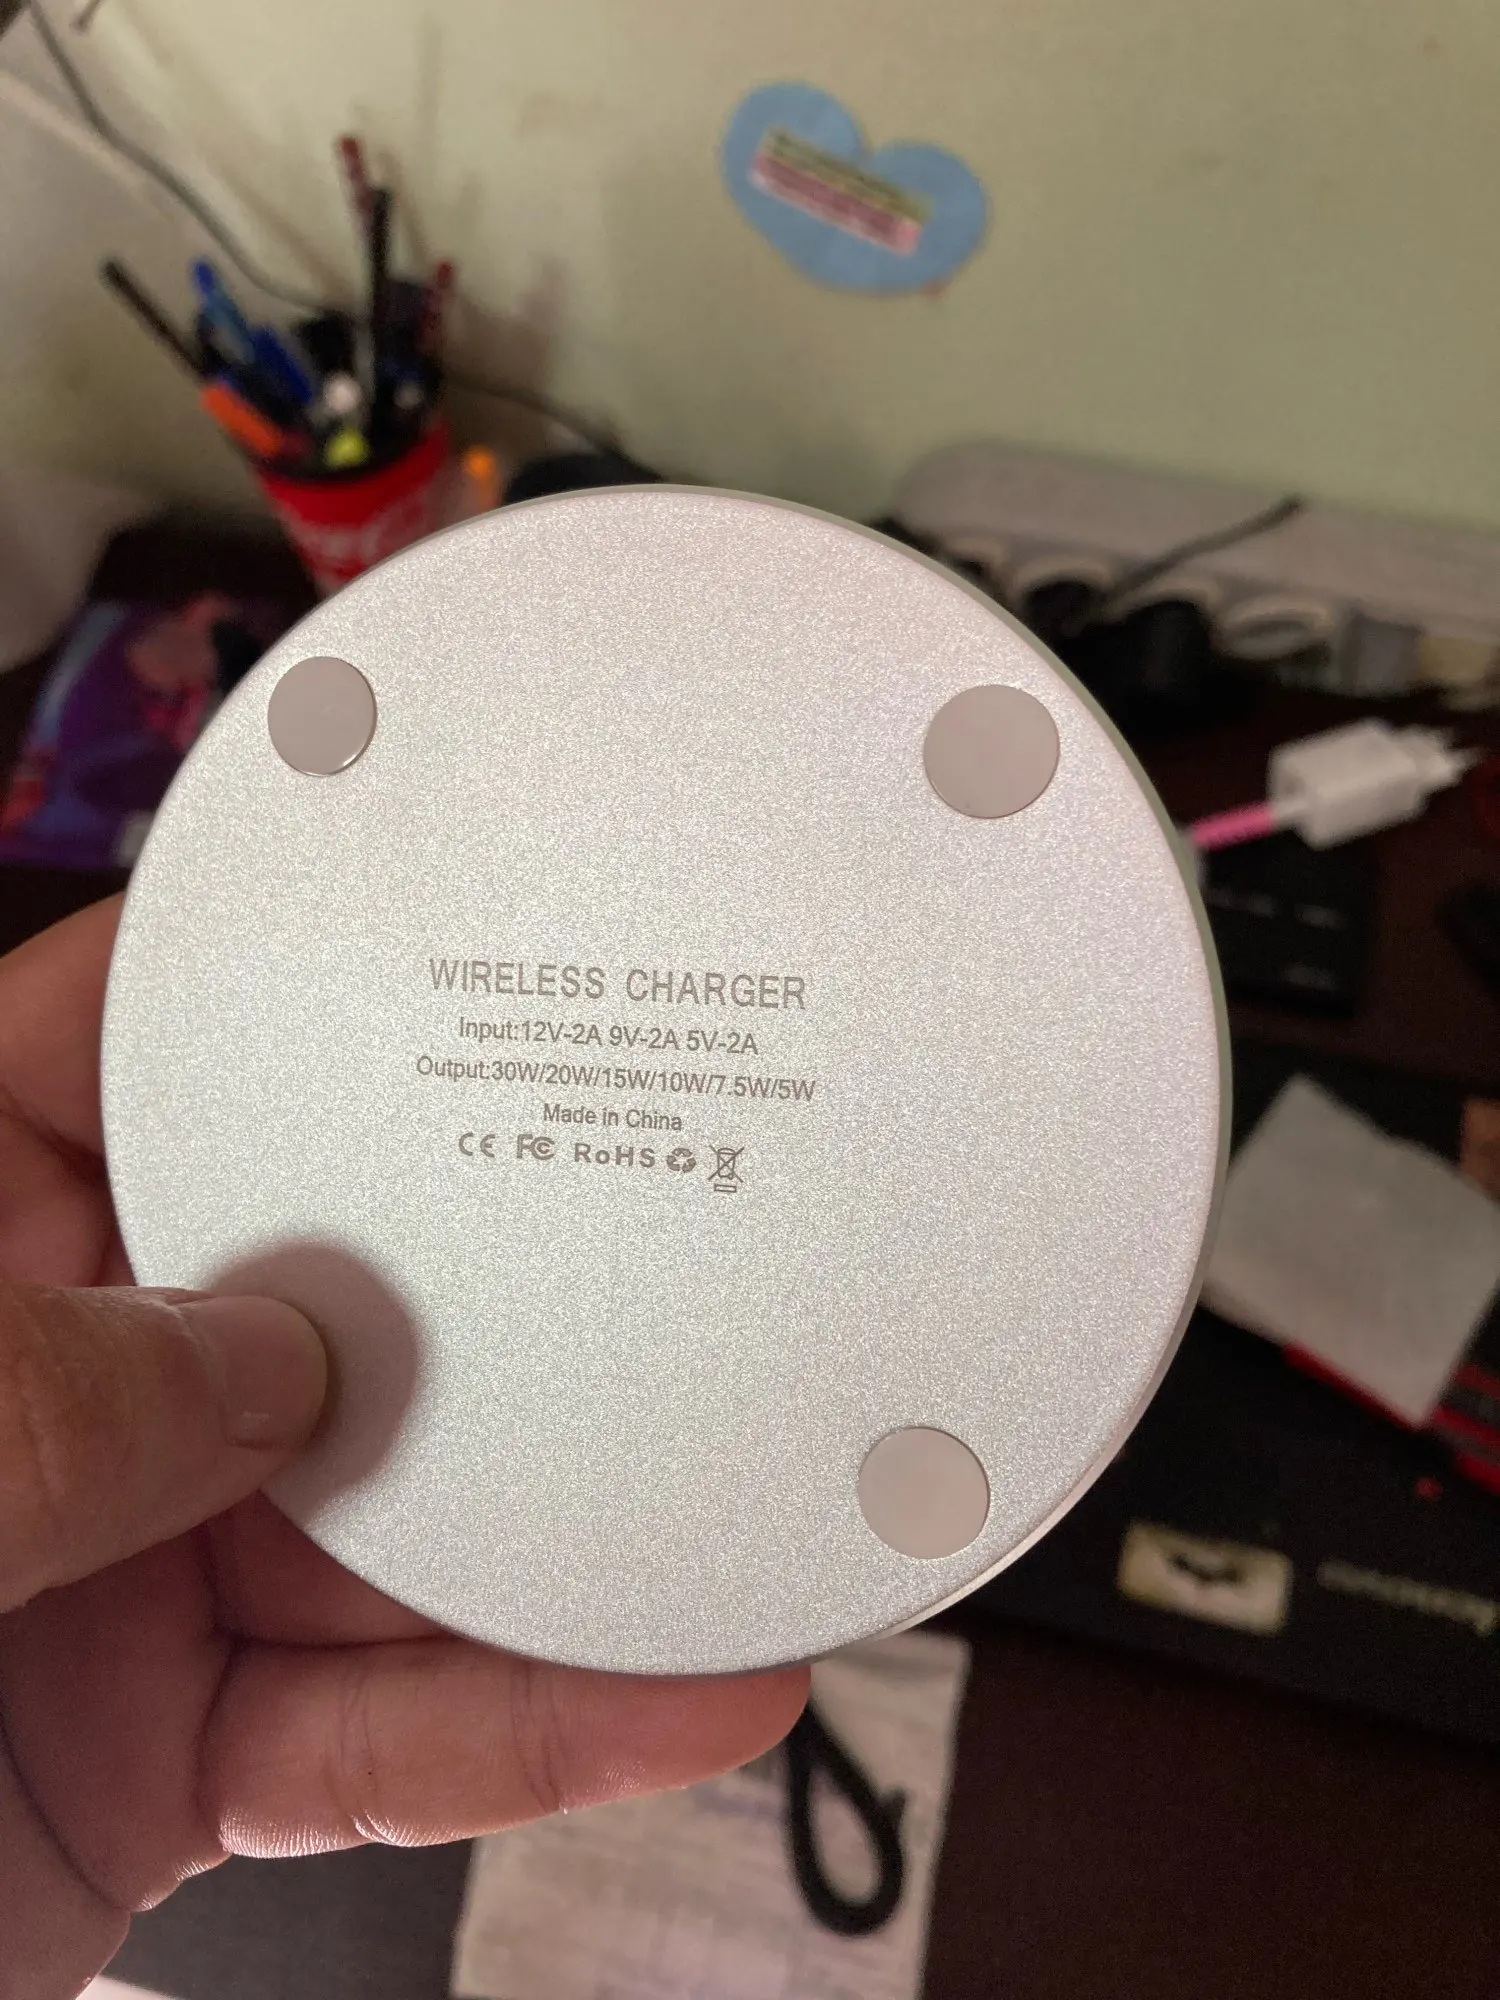 WIRELESS CHARGER
Input:12V-2A 9V-2A 5V-2A
Output:30W/20W/15W/10W/7.5W/5W
Made in China
CE FC RoHS